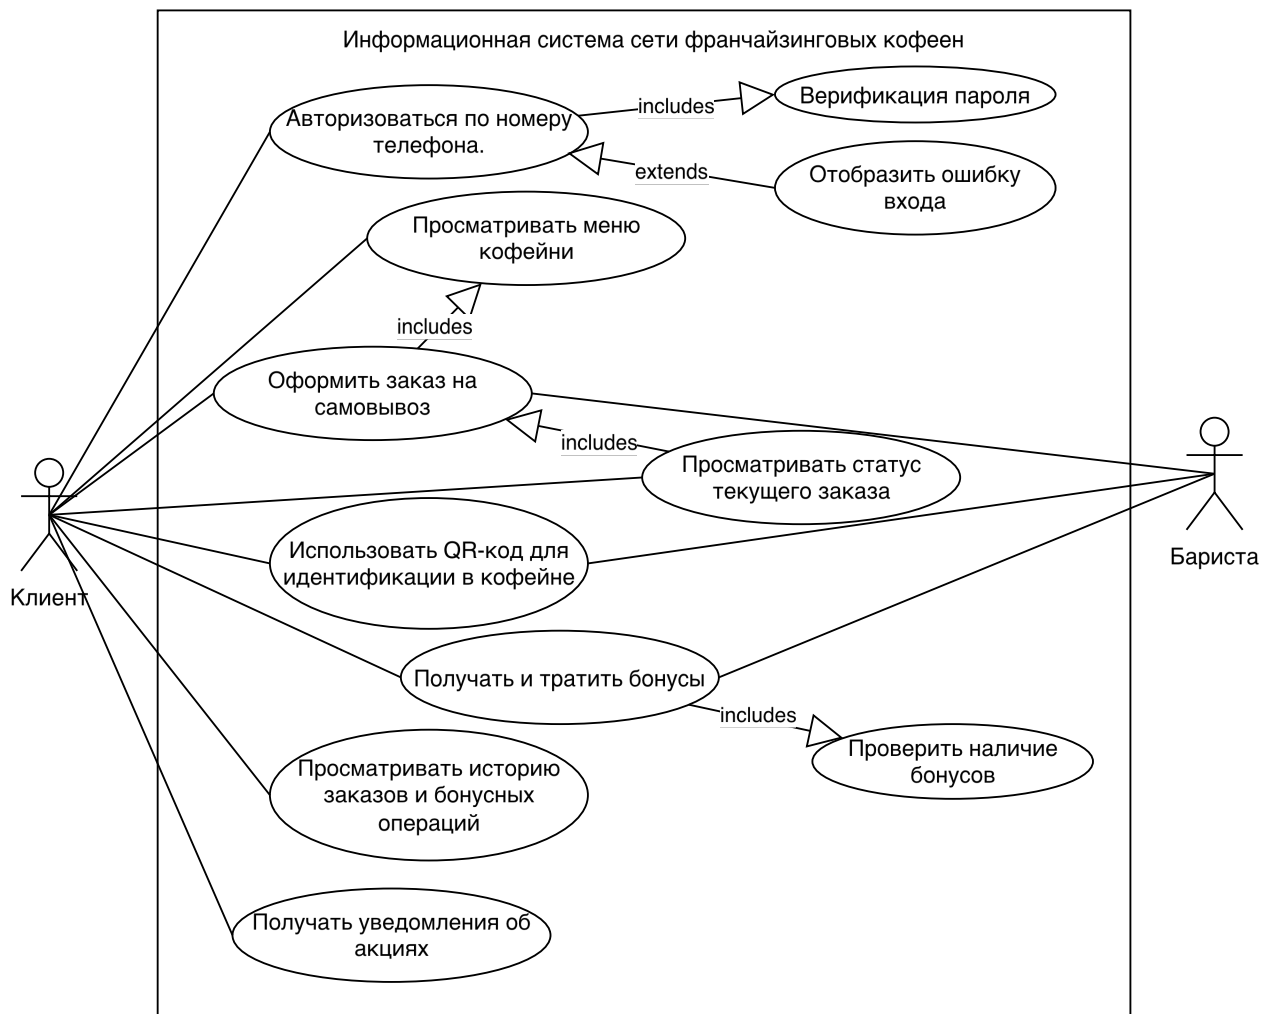 Информационная система сети франчайзинговых кофеен
Авторизоваться по номеру
телефона.
includes
Верификация пароля
extends
Отобразить ошибку
входа
Просматривать меню
кофейни
includes
Оформить заказ на
самовывоз
includes
Просматривать статус
текущего заказа
Использовать QR-код для
идентификации в кофейне
Клиент
Бариста
Получать и тратить бонусы
includes
Проверить наличие
бонусов
Просматривать историю
заказов и бонусных
операций
Получать уведомления об
акциях